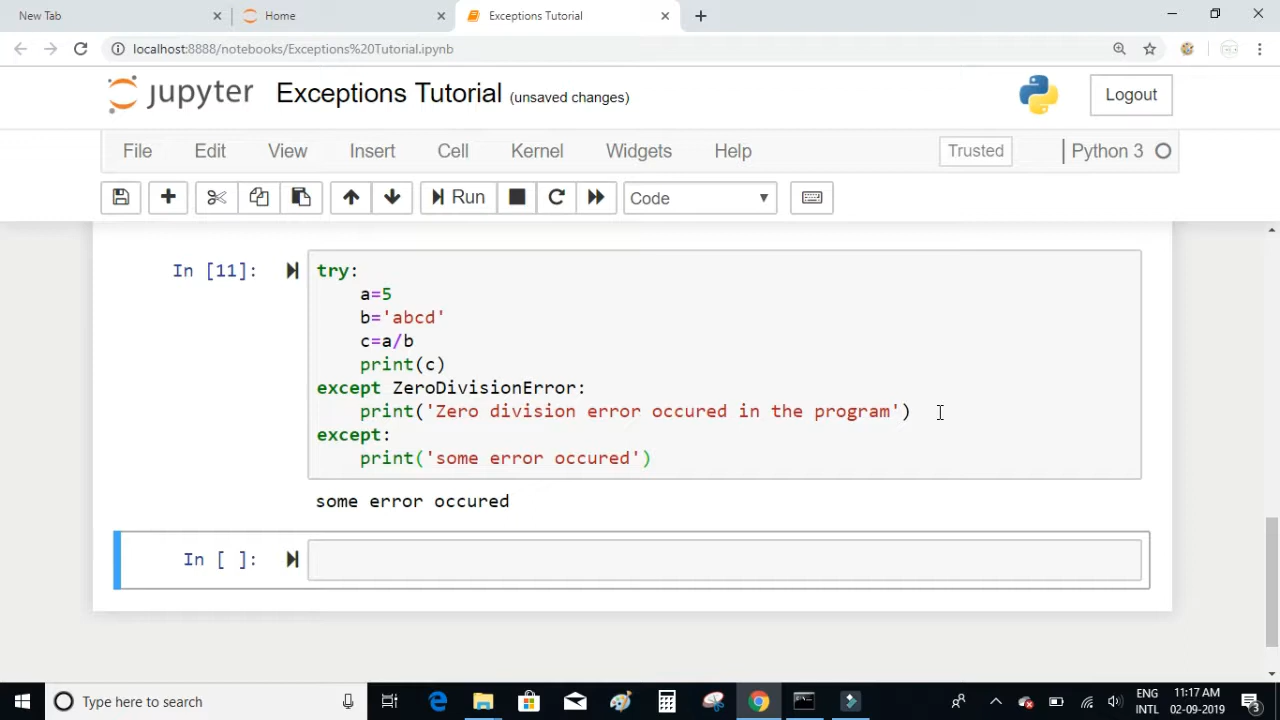 New Tab
Home
Exceptions Tutorial
localhost:8888/notebooks/Exceptions%20Tutorial.ipynb
jupyter
Exceptions Tutorial (unsaved changes)
Logout
File Edit View Insert Cell Kernel Widgets Help
Trusted
Python 3
Run
Code
In [11]:
try:
    a=5
    b='abcd'
    c=a/b
    print(c)
except ZeroDivisionError:
    print('Zero division error occured in the program')
except:
    print('some error occured')
some error occured
In [ ]:
Type here to search
ENG
INTL
11:17 AM
02-09-2019
3